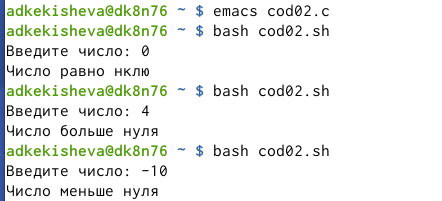 adkekisheva@dk8n76 ~ $ emacs cod02.c
adkekisheva@dk8n76 ~ $ bash cod02.sh
Введите число: 0
Число равно нклю
adkekisheva@dk8n76 ~ $ bash cod02.sh
Введите число: 4
Число больше нуля
adkekisheva@dk8n76 ~ $ bash cod02.sh
Введите число: -10
Число меньше нуля